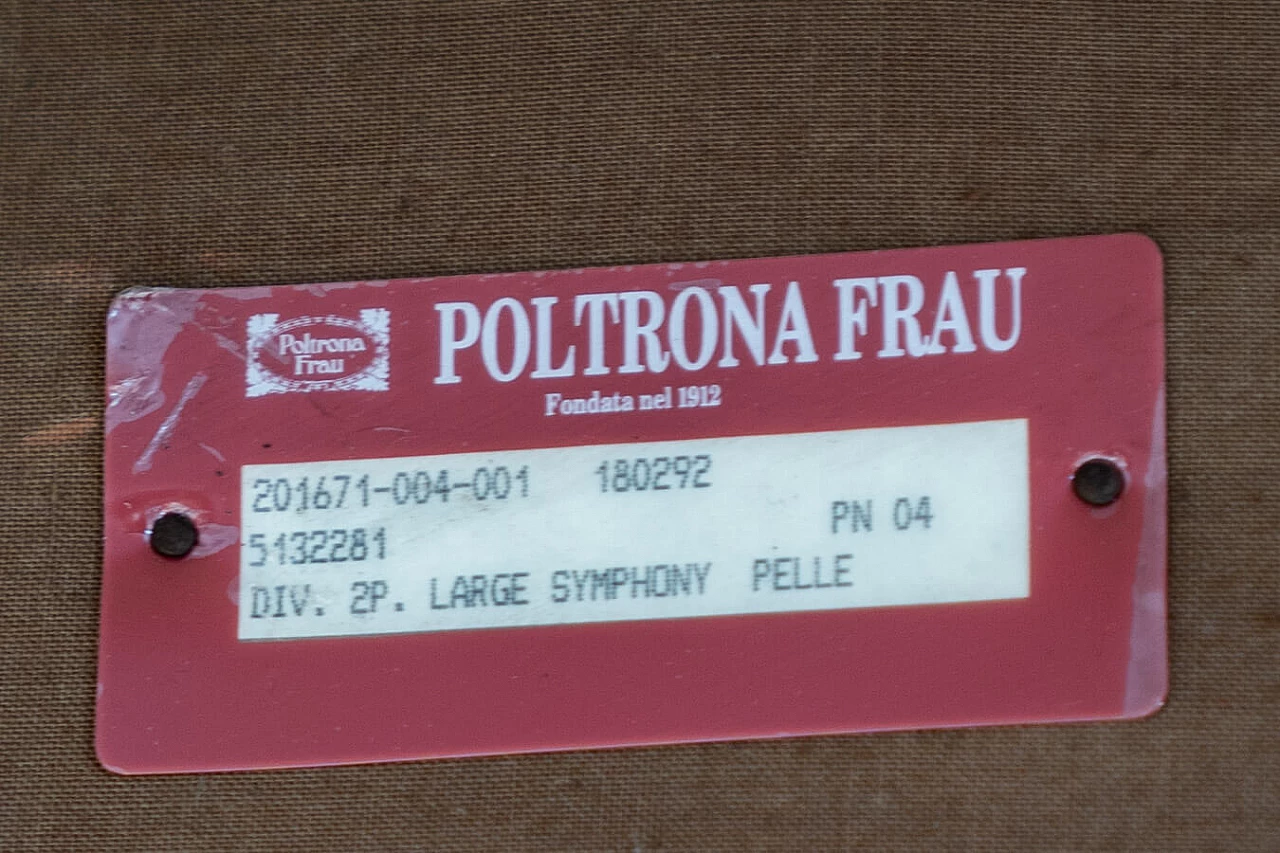 Poltrona
Frau
POLTRONA FRAU
Fondata nel 1912
201671-004-001 180292
5132281 PN 04
DIV. 2P. LARGE SYMPHONY PELLE